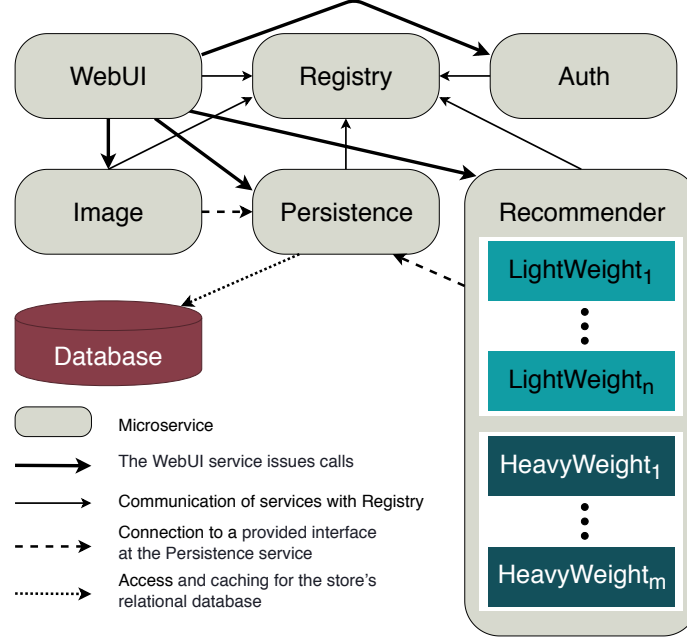 WebUI
Registry
Auth
Image
Persistence
Recommender
LightWeight₁
LightWeightₙ
HeavyWeight₁
HeavyWeightₘ
Database
Microservice
The WebUI service issues calls
Communication of services with Registry
Connection to a provided interface
at the Persistence service
Access and caching for the store's
relational database